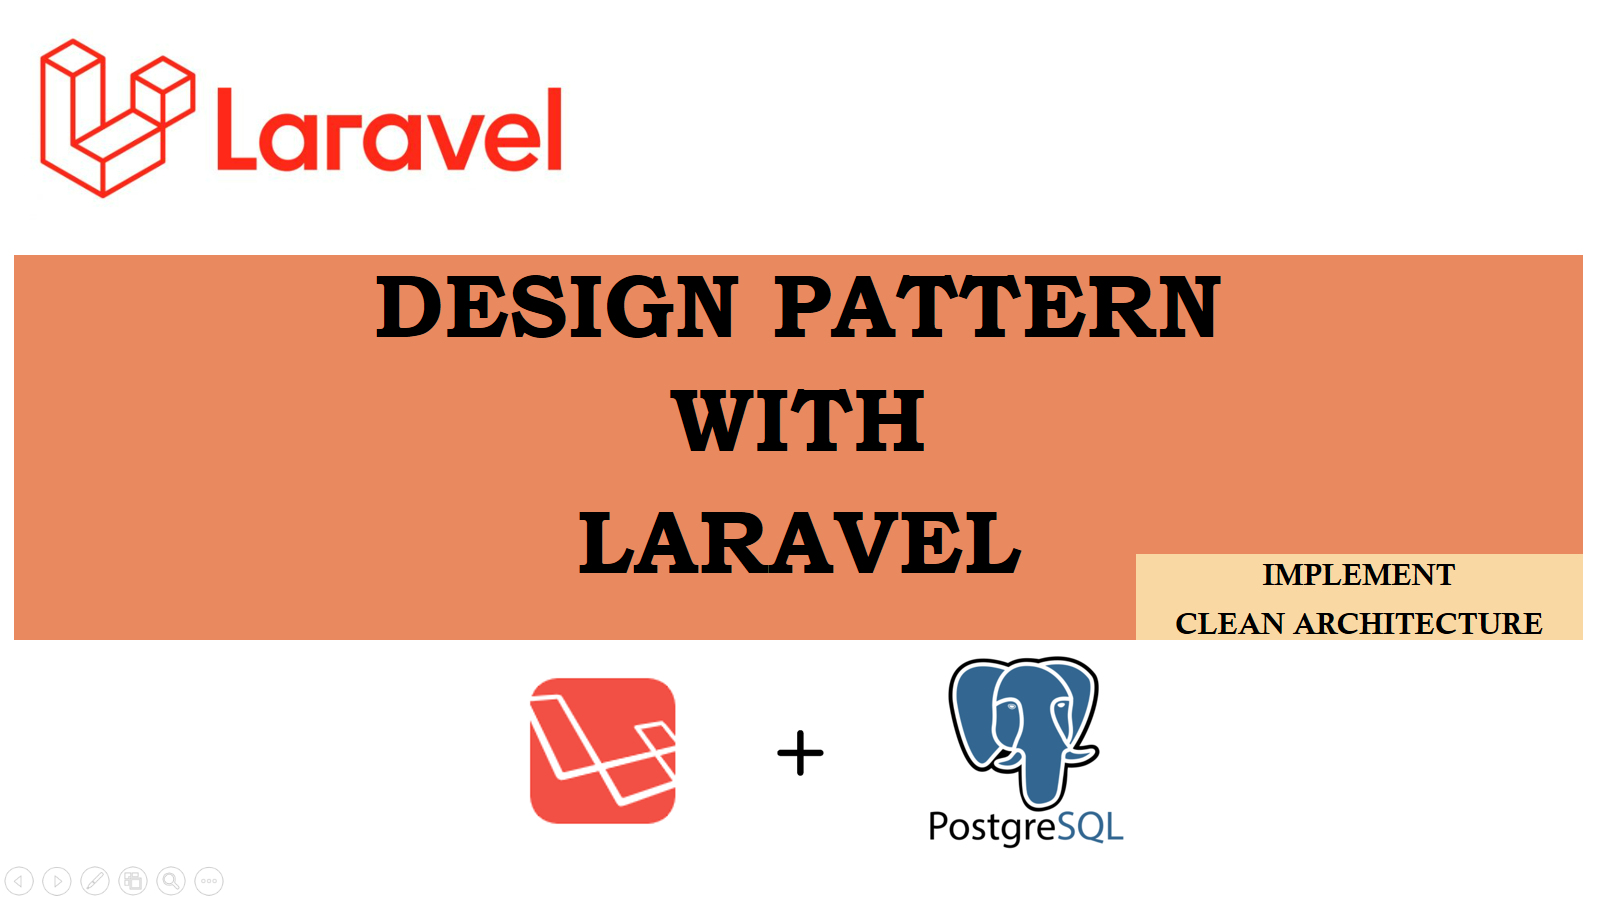 Laravel
DESIGN PATTERN
WITH
LARAVEL
IMPLEMENT
CLEAN ARCHITECTURE
+
PostgreSQL